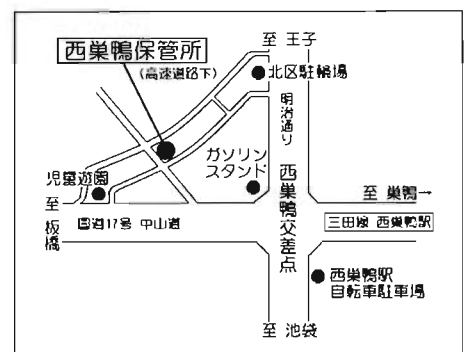 至 王子
西巣鴨保管所
(高速道路下)
北区駐輪場
明治通り
ガソリン
スタンド
児童遊園
至 板橋
国道17号 中山道
西巣鴨交差点
至 巣鴨→
三田線 西巣鴨駅
西巣鴨駅
自転車駐車場
至 池袋